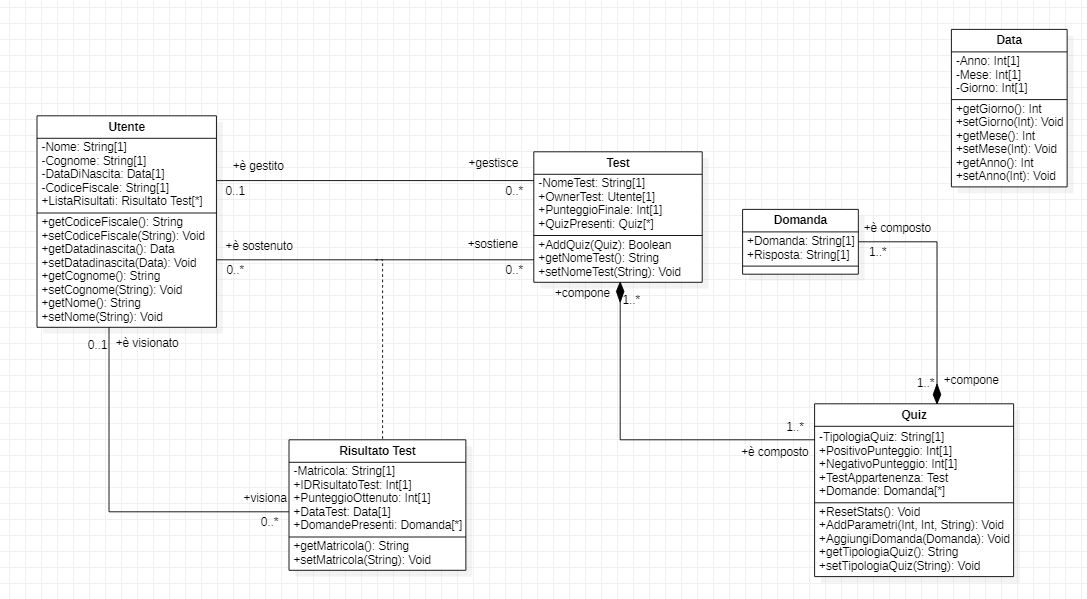 Data
-Anno: Int[1]
-Mese: Int[1]
-Giorno: Int[1]
+getGiorno(): Int
+setGiorno(Int): Void
+getMese(): Int
+setMese(Int): Void
+getAnno(): Int
+setAnno(Int): Void
Utente
-Nome: String[1]
-Cognome: String[1]
-DataDiNascita: Data[1]
-CodiceFiscale: String[1]
+ListaRisultati: Risultato Test[*]
+getCodiceFiscale(): String
+setCodiceFiscale(String): Void
+getDatadinascita(): Data
+setDatadinascita(Data): Void
+getCognome(): String
+setCognome(String): Void
+getNome(): String
+setNome(String): Void
+è gestito
0..1
+gestisce
0..*
+è sostenuto
0..*
+sostiene
0..*
Test
-NomeTest: String[1]
+OwnerTest: Utente[1]
+PunteggioFinale: Int[1]
+QuizPresenti: Quiz[*]
+AddQuiz(Quiz): Boolean
+getNomeTest(): String
+setNomeTest(String): Void
Domanda
+Domanda: String[1]
+Risposta: String[1]
+è composto
1..*
+compone
1..*
0..1
+è visionato
1..*
+compone
1..*
+è composto
Quiz
-TipologiaQuiz: String[1]
+PositivoPunteggio: Int[1]
+NegativoPunteggio: Int[1]
+TestAppartenenza: Test
+Domande: Domanda[*]
+ResetStats(): Void
+AddParametri(Int, Int, String): Void
+AggiungiDomanda(Domanda): Void
+getTipologiaQuiz(): String
+setTipologiaQuiz(String): Void
+visiona
0..*
Risultato Test
-Matricola: String[1]
+IDRisultatoTest: Int[1]
+PunteggioOttenuto: Int[1]
+DataTest: Data[1]
+DomandePresenti: Domanda[*]
+getMatricola(): String
+setMatricola(String): Void